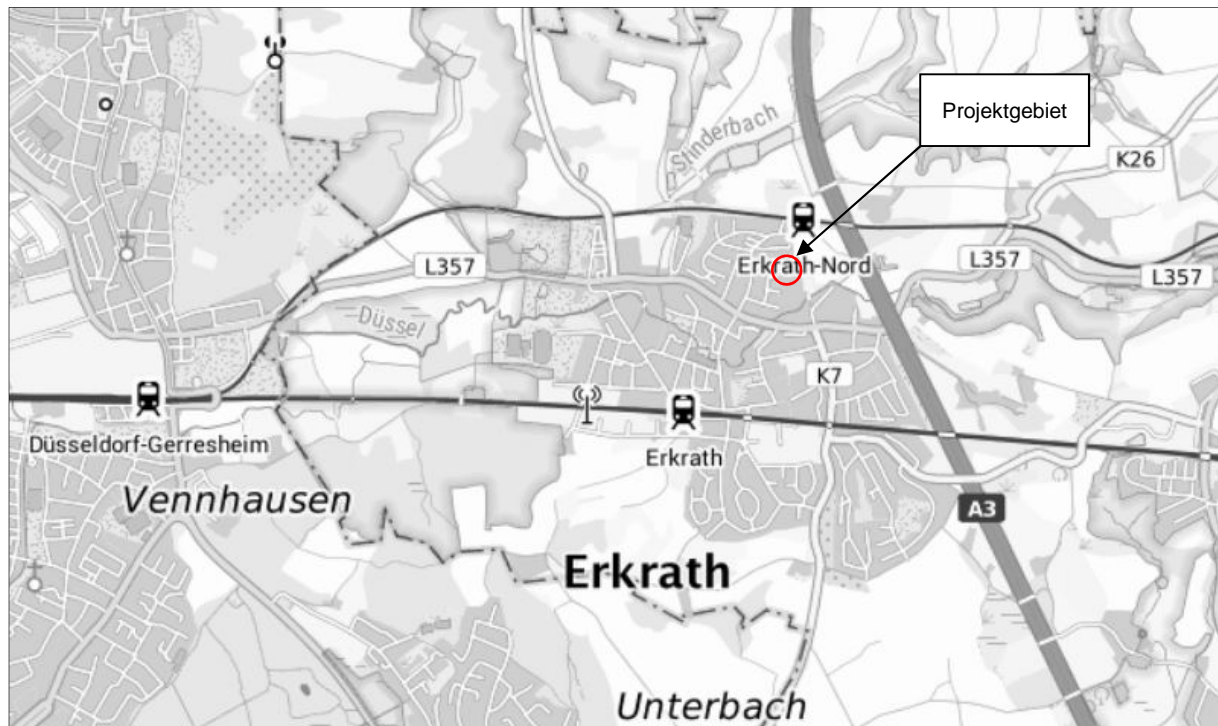 Projektgebiet
Stinderbach
K26
Erkrath-Nord
L357
L357
L357
Düssel
K7
Düsseldorf-Gerresheim
Erkrath
Vennhausen
A3
Erkrath
Unterbach